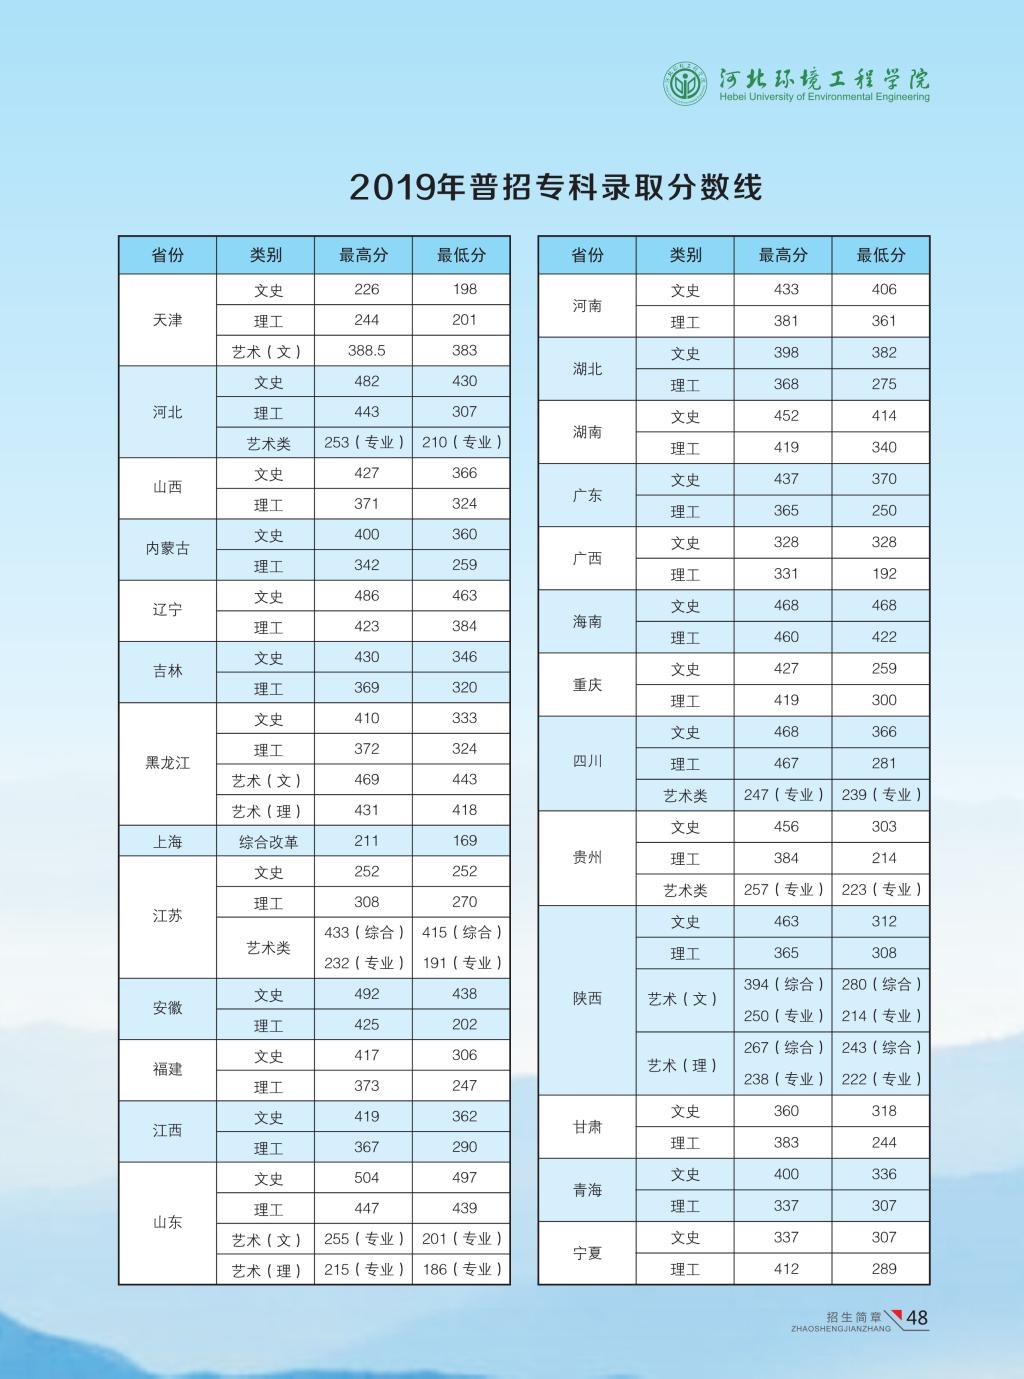 河北环境工程学院
Hebei University of Environmental Engineering
2019年普招专科录取分数线
省份 类别 最高分 最低分
天津 文史 226 198
理工 244 201
艺术（文） 388.5 383
河北 文史 482 430
理工 443 307
艺术类 253（专业） 210（专业）
山西 文史 427 366
理工 371 324
内蒙古 文史 400 360
理工 342 259
辽宁 文史 486 463
理工 423 384
吉林 文史 430 346
理工 369 320
黑龙江 文史 410 333
理工 372 324
艺术（文） 469 443
艺术（理） 431 418
上海 综合改革 211 169
江苏 文史 252 252
理工 308 270
艺术类 433（综合） 415（综合）
232（专业） 191（专业）
安徽 文史 492 438
理工 425 202
福建 文史 417 306
理工 373 247
江西 文史 419 362
理工 367 290
山东 文史 504 497
理工 447 439
艺术（文） 255（专业） 201（专业）
艺术（理） 215（专业） 186（专业）
省份 类别 最高分 最低分
河南 文史 433 406
理工 381 361
湖北 文史 398 382
理工 368 275
湖南 文史 452 414
理工 419 340
广东 文史 437 370
理工 365 250
广西 文史 328 328
理工 331 192
海南 文史 468 468
理工 460 422
重庆 文史 427 259
理工 419 300
四川 文史 468 366
理工 467 281
艺术类 247（专业） 239（专业）
贵州 文史 456 303
理工 384 214
艺术类 257（专业） 223（专业）
陕西 文史 463 312
理工 365 308
艺术（文） 394（综合） 280（综合）
250（专业） 214（专业）
艺术（理） 267（综合） 243（综合）
238（专业） 222（专业）
甘肃 文史 360 318
理工 383 244
青海 文史 400 336
理工 337 307
宁夏 文史 337 307
理工 412 289
招生简章 48
ZHAOSHENGJIANZHANG